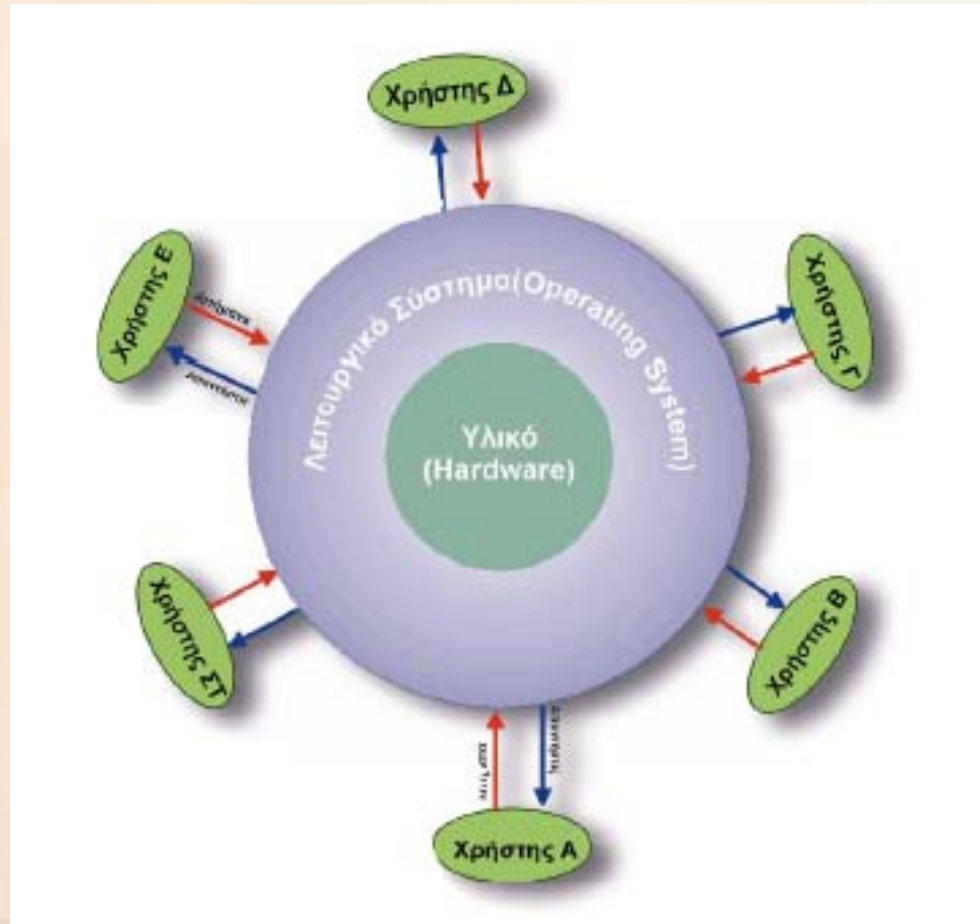 Χρήστης Δ
Χρήστης Ε
Χρήστης Γ
Λειτουργικό Σύστημα(Operating System)
Υλικό
(Hardware)
Χρήστης ΣΤ
Χρήστης Β
Χρήστης Α